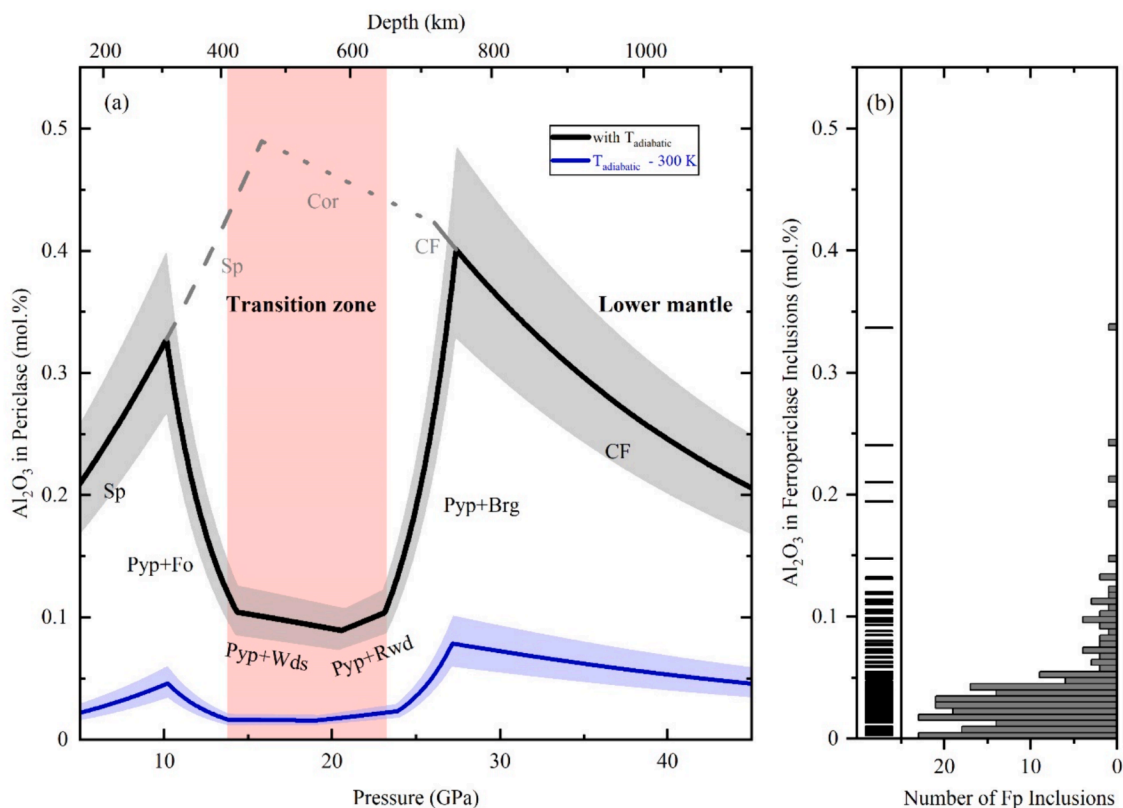 Depth (km)
200 400 600 800 1000
(a)
(b)
0.5
0.4
0.3
0.2
0.1
0
Al₂O₃ in Periclase (mol.%)
with T_adiabatic
T_adiabatic - 300 K
Cor
Sp
CF
Transition zone
Lower mantle
Sp
CF
Pyp+Brg
Pyp+Fo
Pyp+Wds
Pyp+Rwd
10 20 30 40
Pressure (GPa)
Al₂O₃ in Ferropericlase Inclusions (mol.%)
0.5
0.4
0.3
0.2
0.1
0
20 10 0
Number of Fp Inclusions